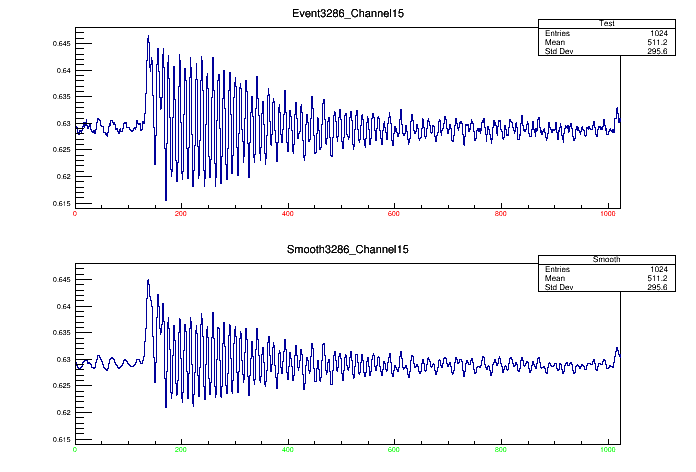 Event3286_Channel15
Test
Entries 1024
Mean 511.2
Std Dev 295.6
0.645
0.64
0.635
0.63
0.625
0.62
0.615
0 200 400 600 800 1000
Smooth3286_Channel15
Smooth
Entries 1024
Mean 511.2
Std Dev 295.6
0.645
0.64
0.635
0.63
0.625
0.62
0.615
0 200 400 600 800 1000